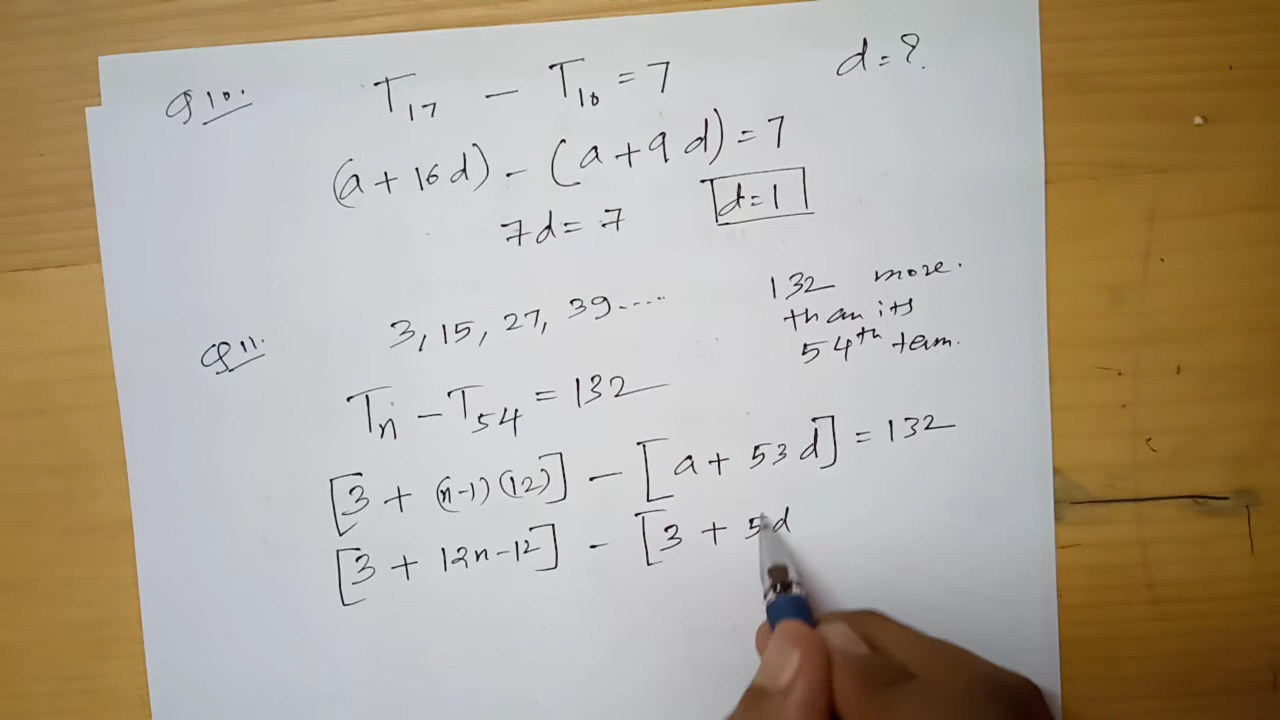 Q10. T17 - T10 = 7 d = ?
(a + 16d) - (a + 9d) = 7
7d = 7 d = 1
Q11. 3, 15, 27, 39..... 132 more.
than its
54th term.
Tn - T54 = 132
[3 + (n-1)(12)] - [a + 53d] = 132
[3 + 12n - 12] - [3 + 5d